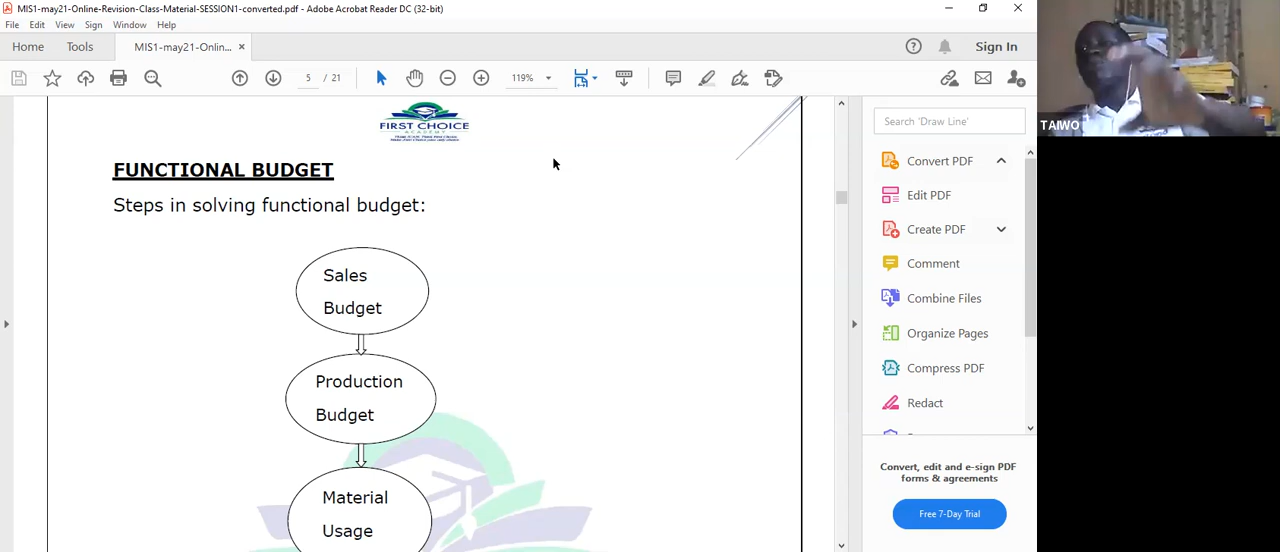 MIS1-may21-Online-Revision-Class-Material-SESSION1-converted.pdf - Adobe Acrobat Reader DC (32-bit)
File Edit View Sign Window Help
Home Tools MIS1-may21-Onlin... Sign In
5 / 21 119%
FIRST CHOICE
FUNCTIONAL BUDGET
Steps in solving functional budget:
Sales
Budget
Production
Budget
Material
Usage
TAIWO
Search 'Draw Line'
Convert PDF
Edit PDF
Create PDF
Comment
Combine Files
Organize Pages
Compress PDF
Redact
Convert, edit and e-sign PDF
forms & agreements
Free 7-Day Trial